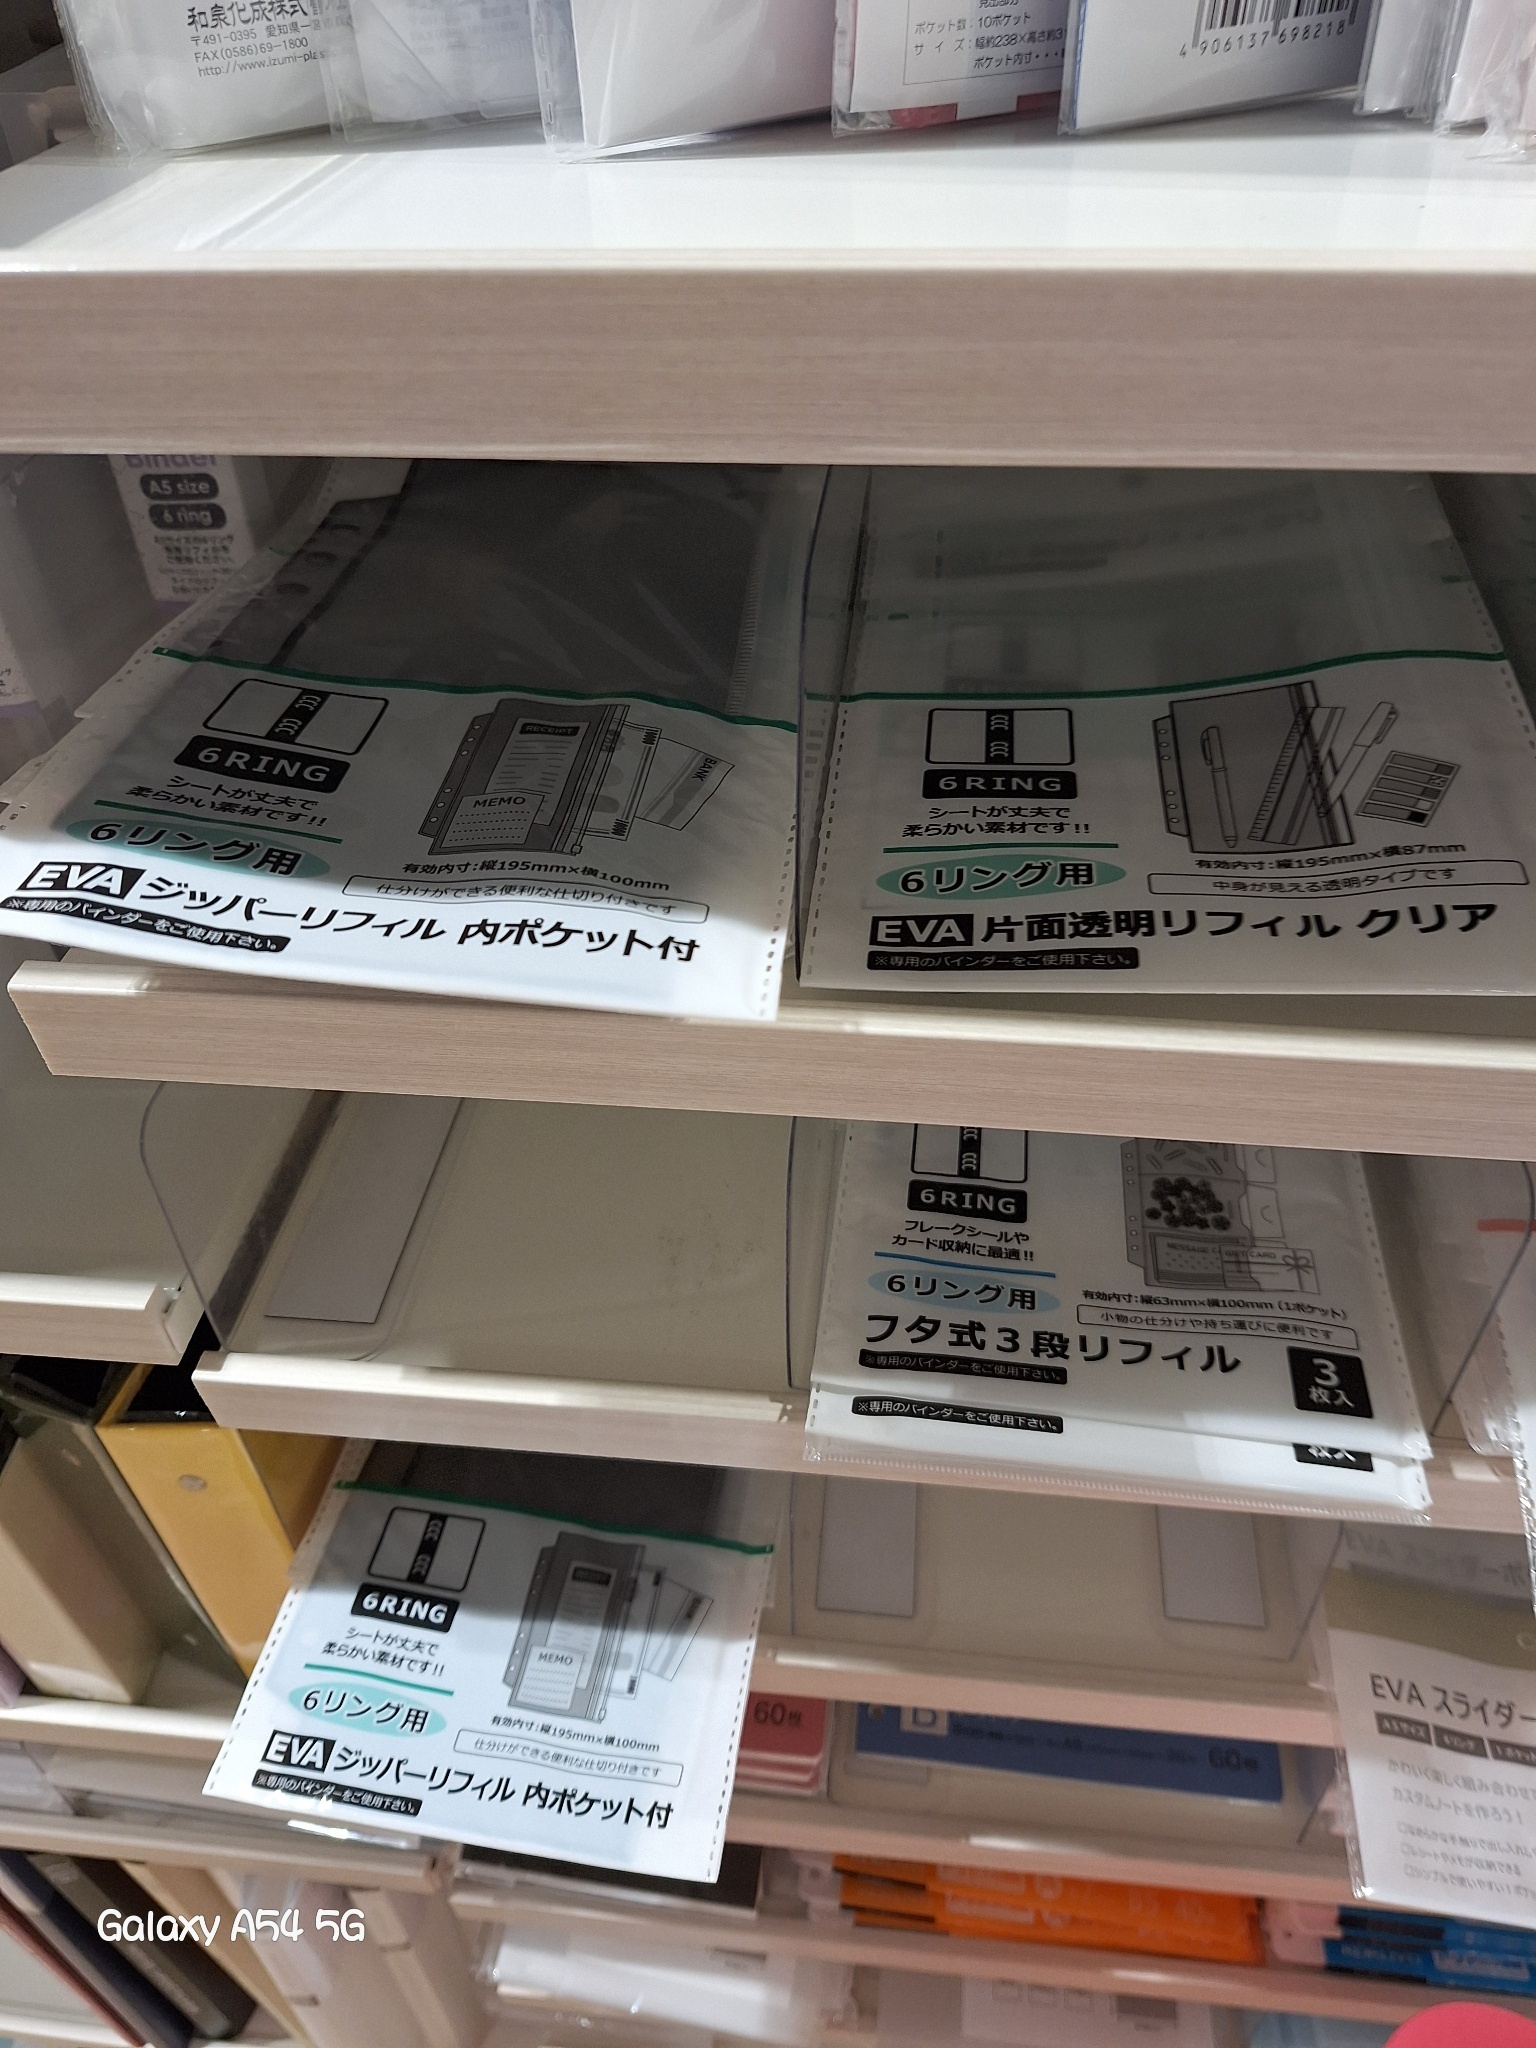 和泉化成株式
〒491-0395 愛知県一宮
FAX(0586)69-1800
http://www.izumi-plas
ポケット数:10ポケット
サイズ:幅約238×高さ約31
ポケット内寸・・・
4 906137 698218
Binder
A5 size
6 ring
6RING
シートが丈夫で
柔らかい素材です!!
6リング用
RECEIPT
MEMO
BANK
有効内寸:縦195mm×横100mm
仕分けができる便利な仕切り付きです
EVA ジッパーリフィル 内ポケット付
※専用のバインダーをご使用下さい。
6RING
シートが丈夫で
柔らかい素材です!!
6リング用
有効内寸:縦195mm×横87mm
中身が見える透明タイプです
EVA 片面透明リフィル クリア
※専用のバインダーをご使用下さい。
6RING
フレークシールや
カード収納に最適!!
6リング用
GIFT CARD
有効内寸:縦63mm×横100mm(1ポケット)
小物の仕分けや持ち運びに便利です
フタ式3段リフィル
※専用のバインダーをご使用下さい。
3
枚入
※専用のバインダーをご使用下さい。
枚入
6RING
シートが丈夫で
柔らかい素材です!!
6リング用
MEMO
有効内寸:縦195mm×横100mm
仕分けができる便利な仕切り付きです
EVA ジッパーリフィル 内ポケット付
※専用のバインダーをご使用下さい。
60枚
B
60枚
EVA スライダー
かわいく楽しく組み合わせ
カスタムノートを作ろう!
Galaxy A54 5G